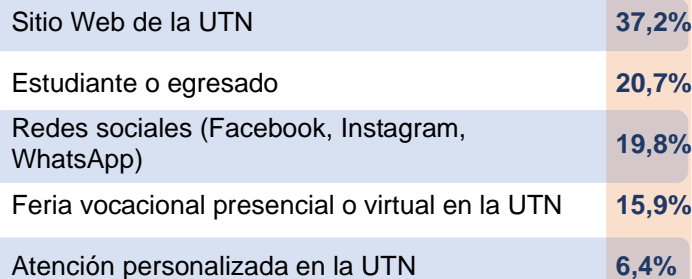 Sitio Web de la UTN 37,2%
Estudiante o egresado 20,7%
Redes sociales (Facebook, Instagram,
WhatsApp) 19,8%
Feria vocacional presencial o virtual en la UTN 15,9%
Atención personalizada en la UTN 6,4%